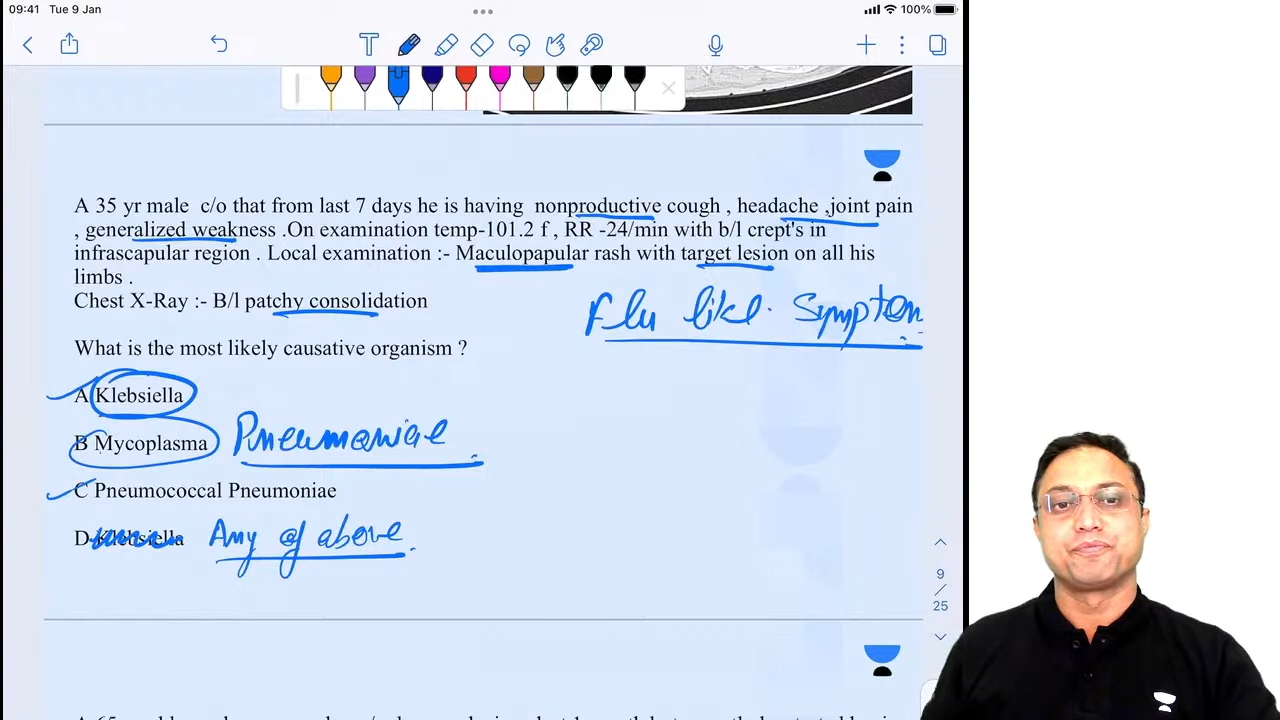 09:41 Tue 9 Jan
100%
T
A 35 yr male c/o that from last 7 days he is having nonproductive cough , headache ,joint pain
, generalized weakness .On examination temp-101.2 f , RR -24/min with b/l crept's in
infrascapular region . Local examination :- Maculopapular rash with target lesion on all his
limbs .
Chest X-Ray :- B/l patchy consolidation
Flu like Symptom
What is the most likely causative organism ?
A Klebsiella
B Mycoplasma Pneumoniae
C Pneumococcal Pneumoniae
D Klebsiella Any of above
9
/
25